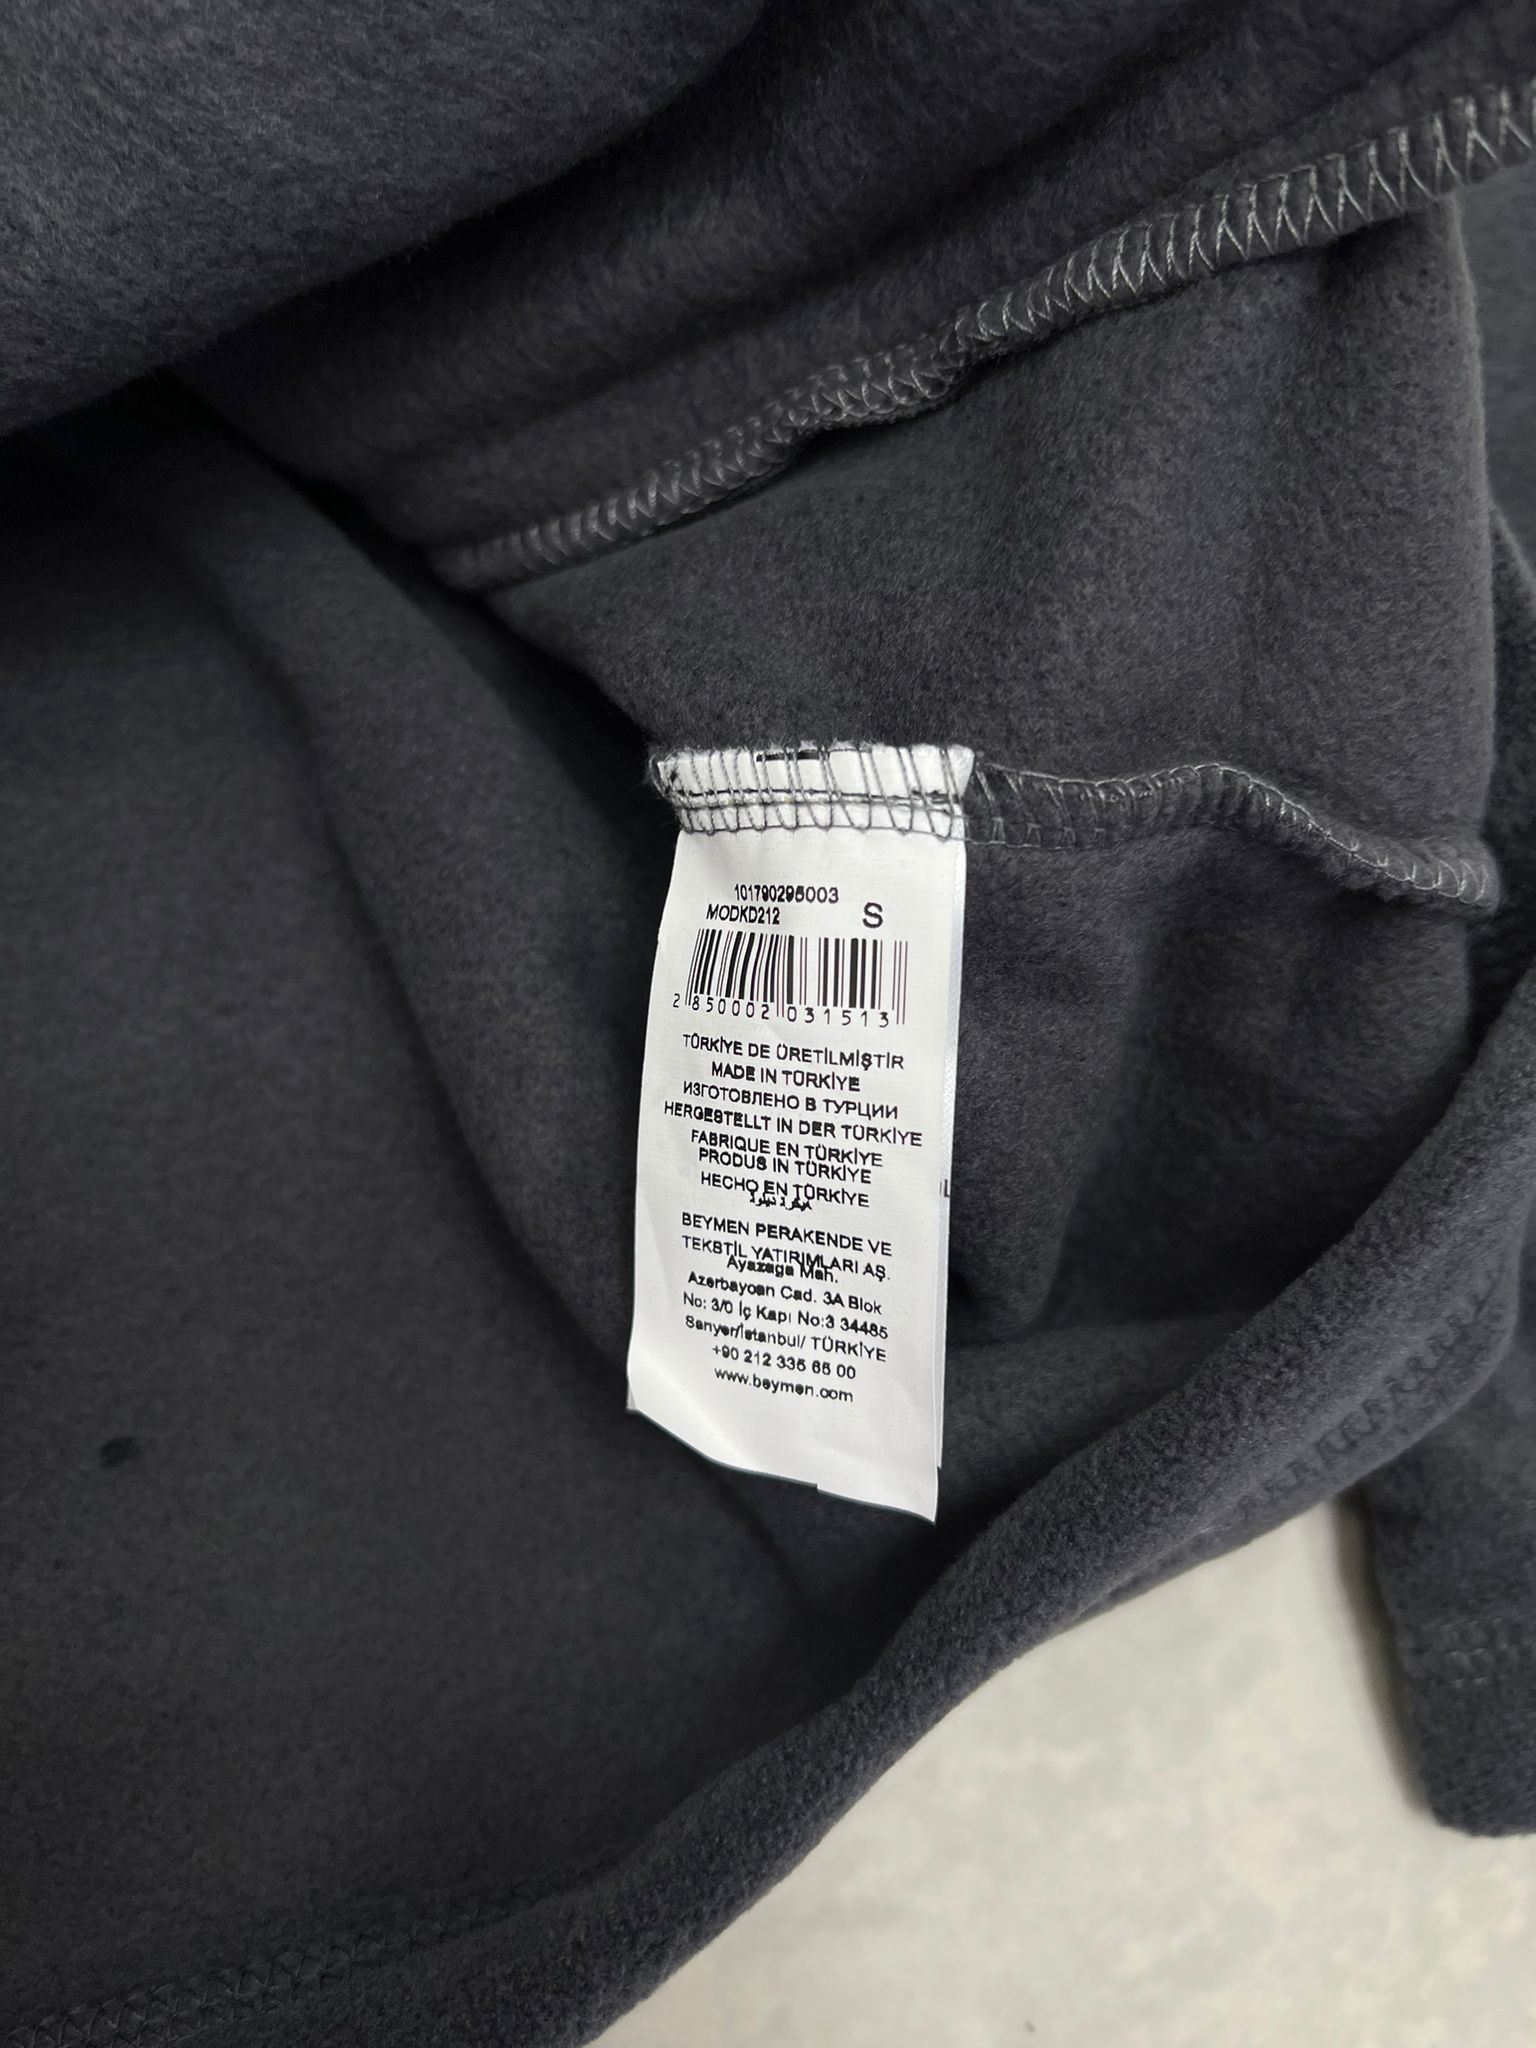 101790295003
MODKD212 S
2 850002 031513
TÜRKİYE DE ÜRETİLMİŞTİR
MADE IN TÜRKİYE
ИЗГОТОВЛЕНО В ТУРЦИИ
HERGESTELLT IN DER TÜRKİYE
FABRIQUE EN TÜRKİYE
PRODUS IN TÜRKİYE
HECHO EN TÜRKİYE
BEYMEN PERAKENDE VE
TEKSTİL YATIRIMLARI AŞ.
Ayazaga Mah.
Azerbaycan Cad. 3A Blok
No: 3/0 İç Kapı No:3 34485
Sarıyer/İstanbul/ TÜRKİYE
+90 212 335 66 00
www.beymen.com